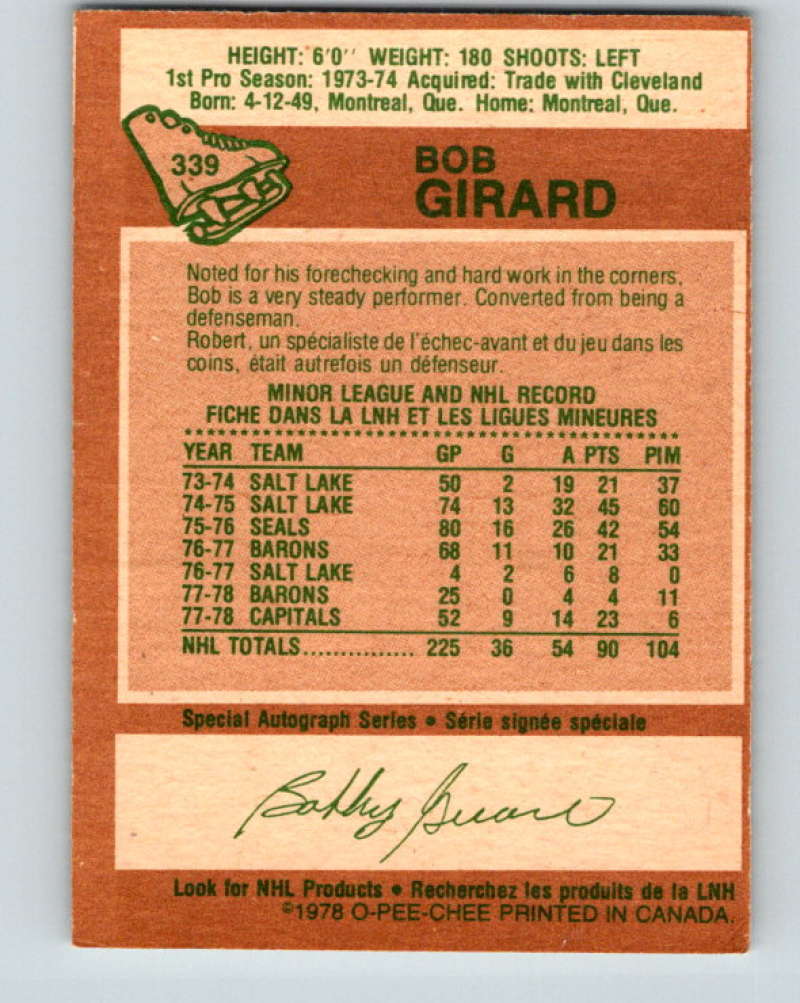 HEIGHT: 6'0'' WEIGHT: 180 SHOOTS: LEFT
1st Pro Season: 1973-74 Acquired: Trade with Cleveland
Born: 4-12-49, Montreal, Que. Home: Montreal, Que.
339
BOB
GIRARD
Noted for his forechecking and hard work in the corners,
Bob is a very steady performer. Converted from being a
defenseman.
Robert, un spécialiste de l'échec-avant et du jeu dans les
coins, était autrefois un défenseur.
MINOR LEAGUE AND NHL RECORD
FICHE DANS LA LNH ET LES LIGUES MINEURES
YEAR TEAM GP G A PTS PIM
73-74 SALT LAKE 50 2 19 21 37
74-75 SALT LAKE 74 13 32 45 60
75-76 SEALS 80 16 26 42 54
76-77 BARONS 68 11 10 21 33
76-77 SALT LAKE 4 2 6 8 0
77-78 BARONS 25 0 4 4 11
77-78 CAPITALS 52 9 14 23 6
NHL TOTALS............... 225 36 54 90 104
Special Autograph Series • Série signée spéciale
Bobby Girard
Look for NHL Products • Recherchez les produits de la LNH
©1978 O-PEE-CHEE PRINTED IN CANADA.